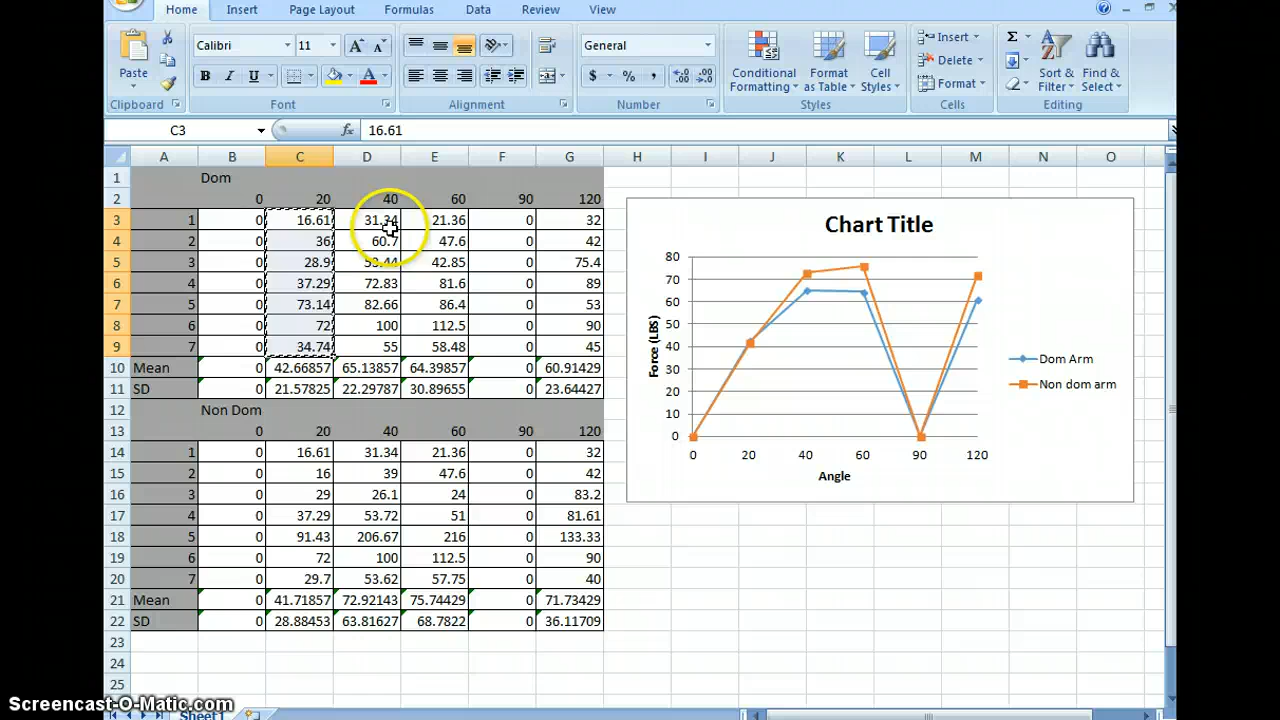 Home Insert Page Layout Formulas Data Review View
Paste
Calibri 11 A A
B I U A
General
$ % , .00 .0
Conditional Formatting
Format as Table
Cell Styles
Insert
Delete
Format
Σ
Sort & Filter
Find & Select
Clipboard Font Alignment Number Styles Cells Editing
C3 fx 16.61
A B C D E F G H I J K L M N O
1 Dom
2 0 20 40 60 90 120
3 1 0 16.61 31.34 21.36 0 32
4 2 0 36 60.7 47.6 0 42
5 3 0 28.9 42.85 0 75.4
6 4 0 37.29 72.83 81.6 0 89
7 5 0 73.14 82.66 86.4 0 53
8 6 0 72 100 112.5 0 90
9 7 0 34.74 55 58.48 0 45
10 Mean 0 42.66857 65.13857 64.39857 0 60.91429
11 SD 0 21.57825 22.29787 30.89655 0 23.64427
12 Non Dom
13 0 20 40 60 90 120
14 1 0 16.61 31.34 21.36 0 32
15 2 0 16 39 47.6 0 42
16 3 0 29 26.1 24 0 83.2
17 4 0 37.29 53.72 51 0 81.61
18 5 0 91.43 206.67 216 0 133.33
19 6 0 72 100 112.5 0 90
20 7 0 29.7 53.62 57.75 0 40
21 Mean 0 41.71857 72.92143 75.74429 0 71.73429
22 SD 0 28.88453 63.81627 68.7822 0 36.11709
23
24
25
Chart Title
80
70
60
50
40
30
20
10
0
Force (LBS)
0 20 40 60 90 120
Angle
Dom Arm
Non dom arm
Sheet1
Screencast-O-Matic.com